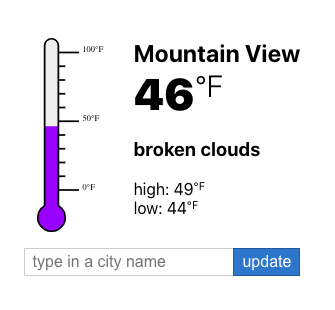 100°F
50°F
0°F
Mountain View
46°F
broken clouds
high: 49°F
low: 44°F
type in a city name
update